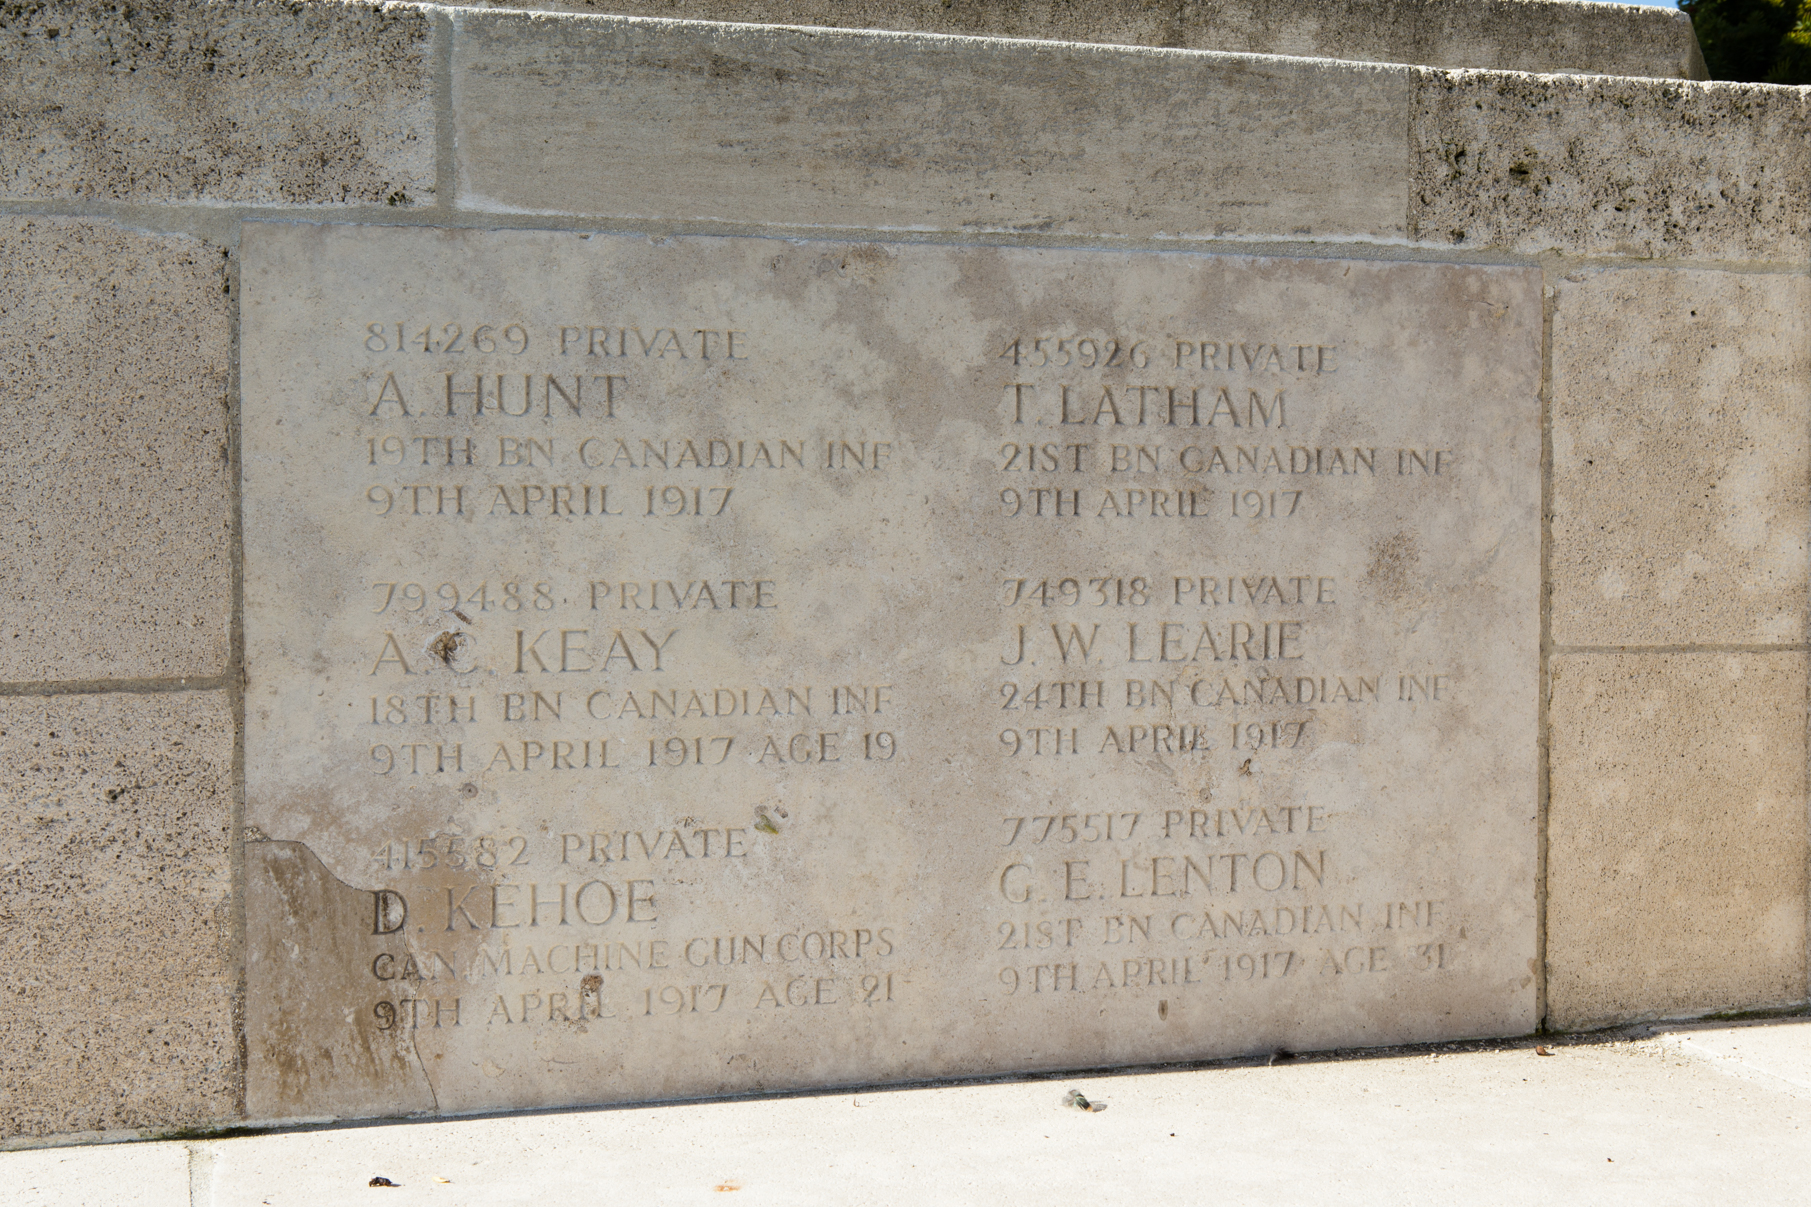 814269 PRIVATE
A. HUNT
19TH BN CANADIAN INF
9TH APRIL 1917
799488 PRIVATE
A. C. KEAY
18TH BN CANADIAN INF
9TH APRIL 1917 AGE 19
415582 PRIVATE
D. KEHOE
CAN MACHINE GUN CORPS
9TH APRIL 1917 AGE 21
455926 PRIVATE
T. LATHAM
21ST BN CANADIAN INF
9TH APRIL 1917
749318 PRIVATE
J. W. LEARIE
24TH BN CANADIAN INF
9TH APRIL 1917
775517 PRIVATE
G. E. LENTON
21ST BN CANADIAN INF
9TH APRIL 1917 AGE 31